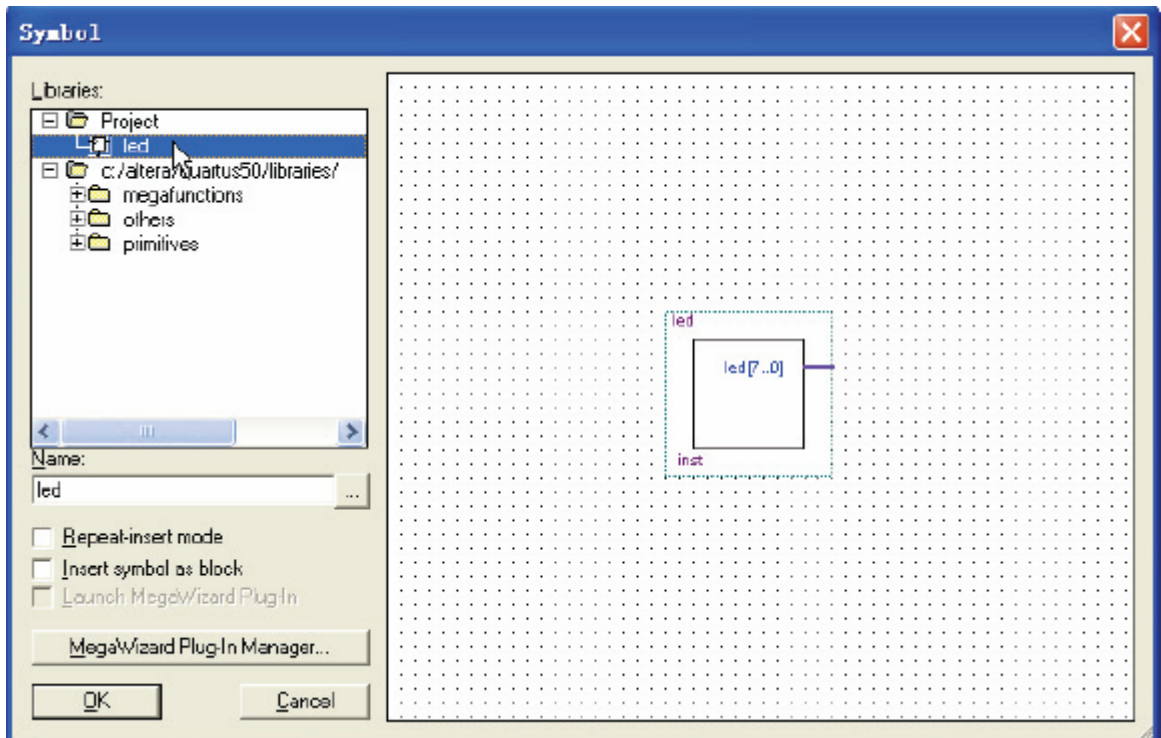 Symbol
Libraries:
Project
led
c:/altera/quartus50/libraries/
megafunctions
others
primitives
Name:
led
...
Repeat-insert mode
Insert symbol as block
Launch MegaWizard Plug-In
MegaWizard Plug-In Manager...
OK
Cancel
led
led[7..0]
inst